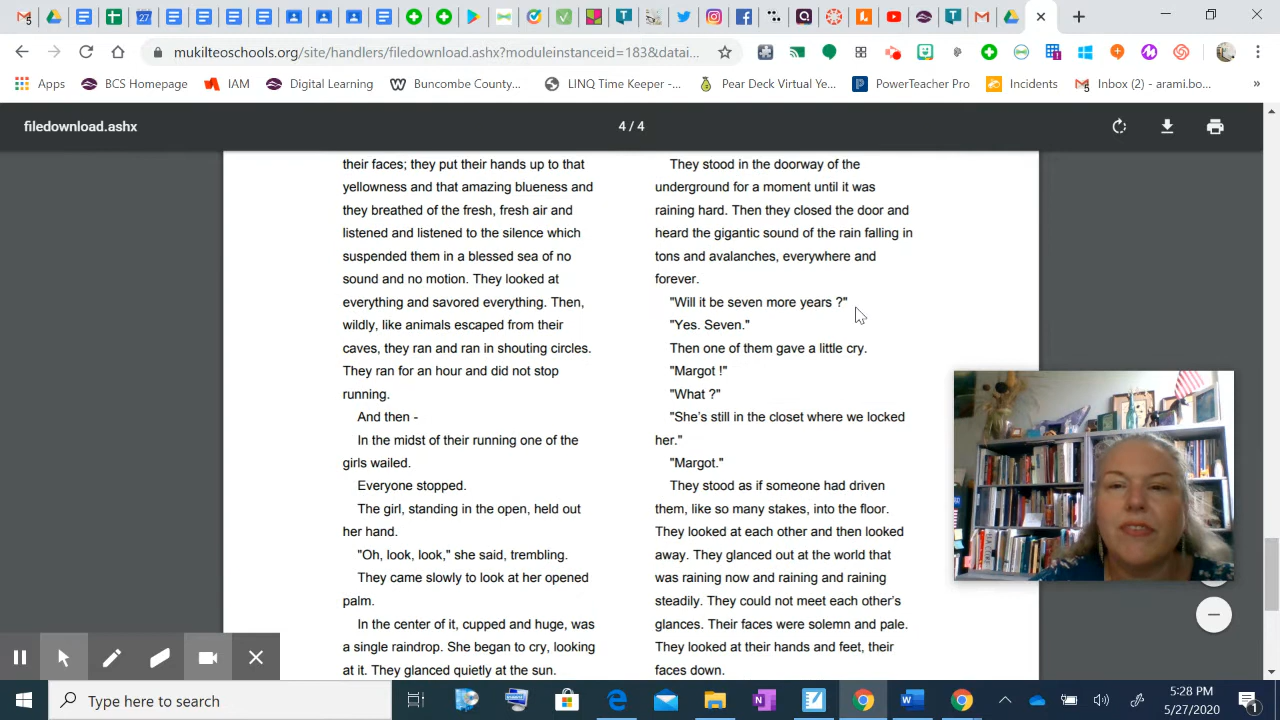 27
mukilteoschools.org/site/handlers/filedownload.ashx?moduleinstanceid=183&datai...
Apps
BCS Homepage
IAM
Digital Learning
Buncombe County...
LINQ Time Keeper -...
Pear Deck Virtual Ye...
PowerTeacher Pro
Incidents
Inbox (2) - arami.bo...
»
filedownload.ashx
4 / 4
their faces; they put their hands up to that
yellowness and that amazing blueness and
they breathed of the fresh, fresh air and
listened and listened to the silence which
suspended them in a blessed sea of no
sound and no motion. They looked at
everything and savored everything. Then,
wildly, like animals escaped from their
caves, they ran and ran in shouting circles.
They ran for an hour and did not stop
running.
And then -
In the midst of their running one of the
girls wailed.
Everyone stopped.
The girl, standing in the open, held out
her hand.
"Oh, look, look," she said, trembling.
They came slowly to look at her opened
palm.
In the center of it, cupped and huge, was
a single raindrop. She began to cry, looking
at it. They glanced quietly at the sun.
They stood in the doorway of the
underground for a moment until it was
raining hard. Then they closed the door and
heard the gigantic sound of the rain falling in
tons and avalanches, everywhere and
forever.
"Will it be seven more years ?"
"Yes. Seven."
Then one of them gave a little cry.
"Margot !"
"What ?"
"She's still in the closet where we locked
her."
"Margot."
They stood as if someone had driven
them, like so many stakes, into the floor.
They looked at each other and then looked
away. They glanced out at the world that
was raining now and raining and raining
steadily. They could not meet each other's
glances. Their faces were solemn and pale.
They looked at their hands and feet, their
faces down.
Type here to search
5:28 PM
5/27/2020
1